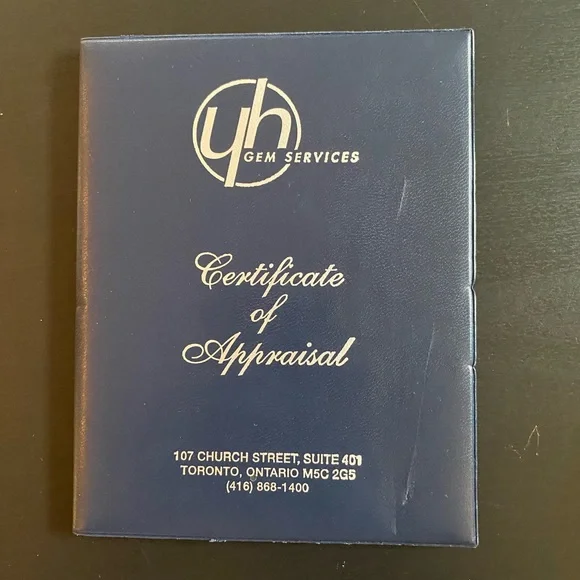 yh
GEM SERVICES
Certificate
of
Appraisal
107 CHURCH STREET, SUITE 401
TORONTO, ONTARIO M5C 2G5
(416) 868-1400